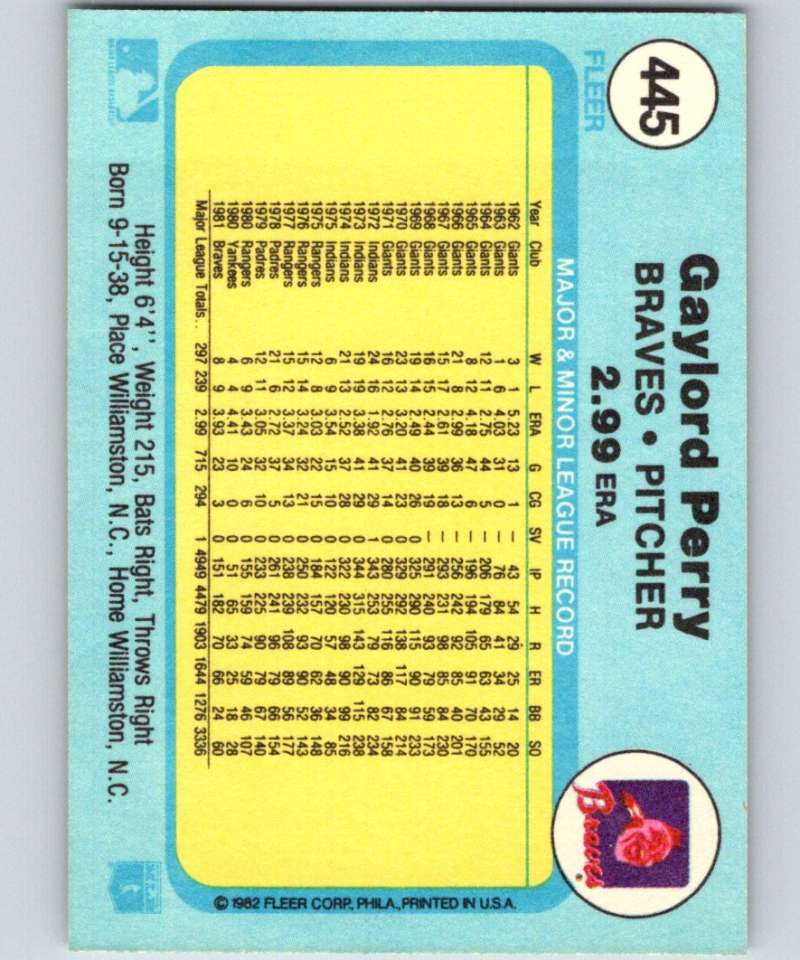 445
FLEER
Gaylord Perry
BRAVES • PITCHER
2.99 ERA
Braves
MAJOR & MINOR LEAGUE RECORD
Year Club W L ERA G CG SV IP H R ER BB SO
1962 Giants 3 1 5.23 13 1 — 43 54 29 25 14 20
1963 Giants 1 6 4.03 31 0 — 76 84 41 34 29 52
1964 Giants 12 11 2.75 44 5 — 206 179 65 63 43 155
1965 Giants 8 12 4.18 47 6 — 196 194 105 91 70 170
1966 Giants 21 8 2.99 36 13 — 256 242 92 85 40 201
1967 Giants 15 17 2.61 39 18 — 293 231 98 85 84 230
1968 Giants 16 15 2.44 39 19 — 291 240 93 79 59 173
1969 Giants 19 14 2.49 40 26 0 325 290 115 90 91 233
1970 Giants 23 13 3.20 41 23 0 329 292 138 117 84 214
1971 Giants 16 12 2.76 37 14 0 280 255 116 86 67 158
1972 Indians 24 16 1.92 41 29 1 343 253 79 73 82 234
1973 Indians 19 19 3.38 41 29 0 344 315 143 129 115 238
1974 Indians 21 13 2.52 37 28 0 322 230 98 90 99 216
1975 Indians 6 9 3.54 15 10 0 122 120 57 48 34 85
1975 Rangers 12 8 3.03 22 15 0 184 157 70 62 36 148
1976 Rangers 15 14 3.24 32 21 0 250 232 93 90 52 143
1977 Rangers 15 12 3.37 34 13 0 238 239 108 89 56 177
1978 Padres 21 6 2.72 37 5 0 261 241 96 79 66 154
1979 Padres 12 11 3.05 32 10 0 233 225 90 79 67 140
1980 Rangers 6 9 3.43 24 6 0 155 159 74 59 46 107
1980 Yankees 4 4 4.41 10 0 0 51 65 33 25 18 28
1981 Braves 8 9 3.93 23 3 0 151 182 70 66 24 60
Major League Totals . . 297 239 2.99 715 294 1 4949 4479 1903 1644 1276 3336
© 1982 FLEER CORP., PHILA., PRINTED IN U.S.A.
Height 6'4'', Weight 215, Bats Right, Throws Right
Born 9-15-38, Place Williamston, N.C., Home Williamston, N.C.